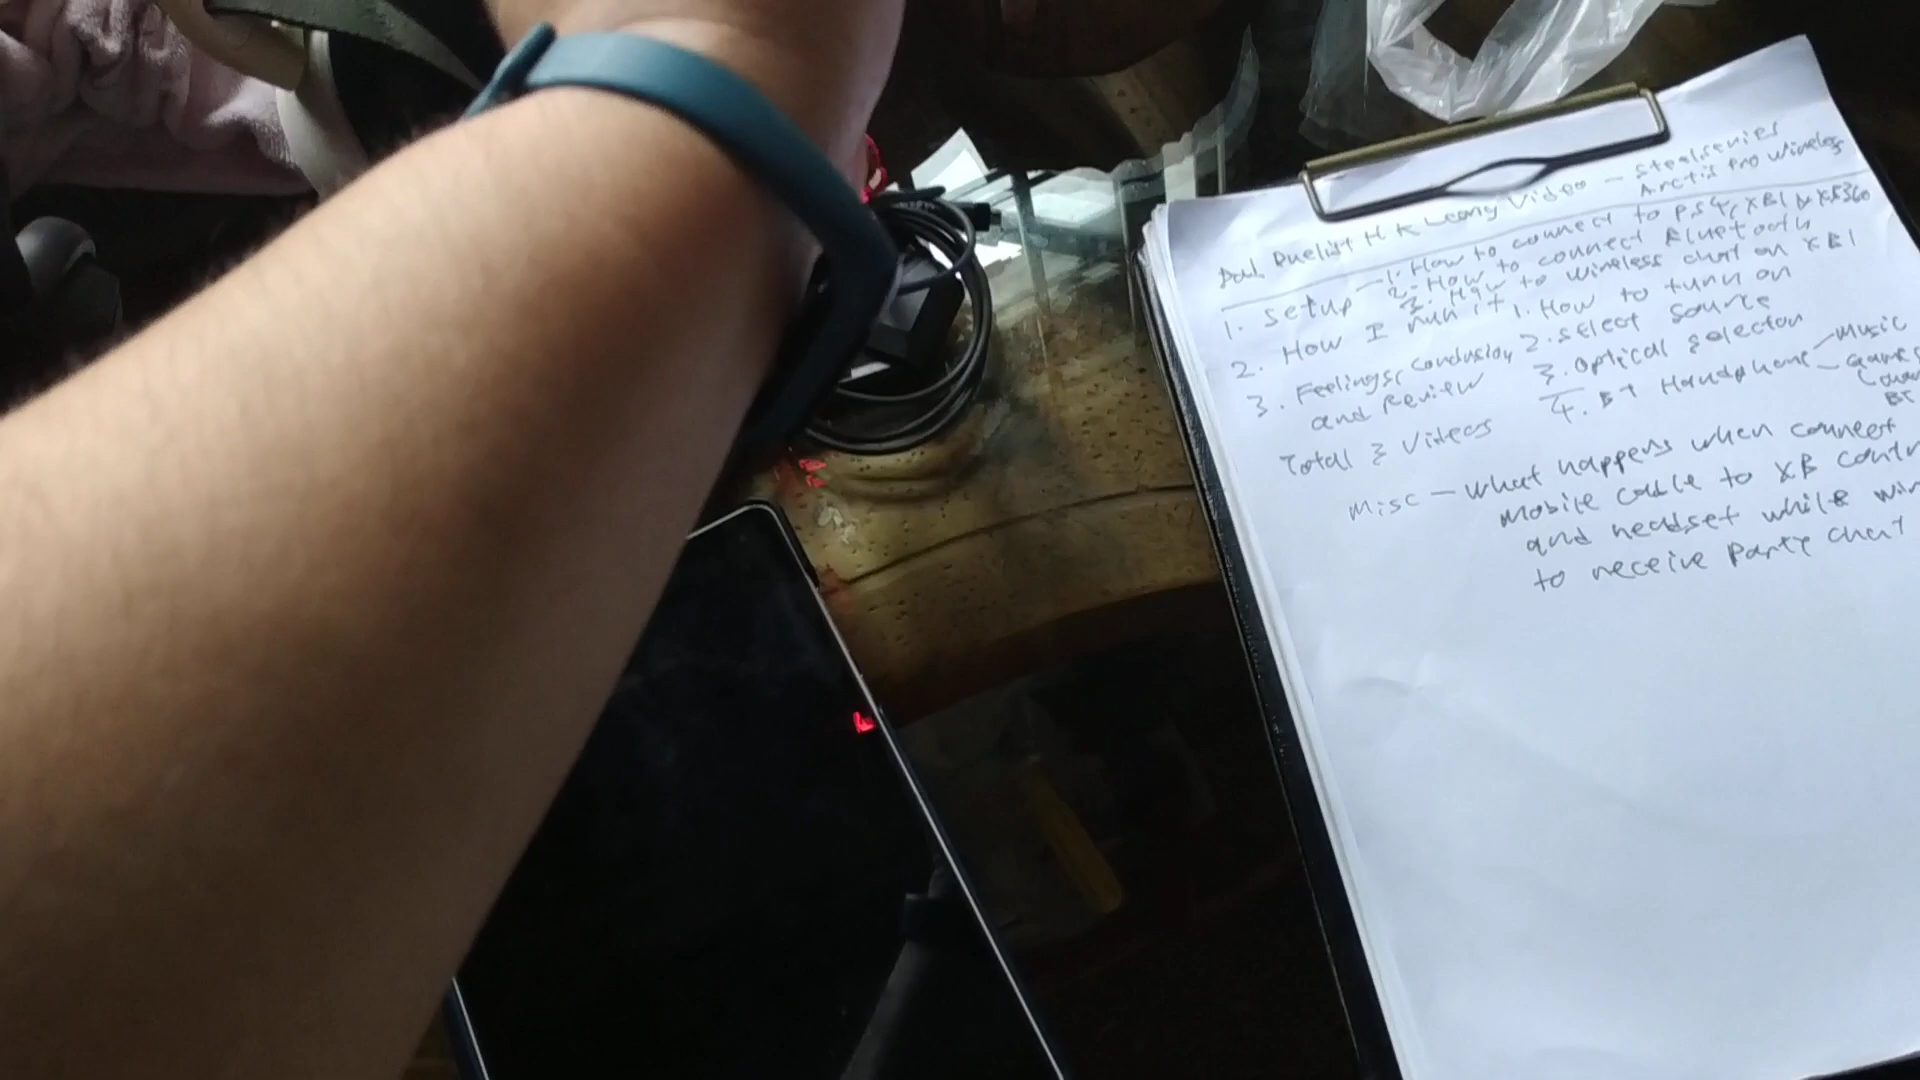 Duelist H K Leong Video – Steelseries
Arctis Pro Wireless
1. Setup – 1. How to connect to PS4, XB1 & XB360
2. How to connect Bluetooth
3. How to wireless chat on XB1
2. How I run it 1. How to turn on
2. select source
3. Feelings, conclusion 3. Optical selector
and Review 4. BT Handphone – Music
– Game
BT
Total 3 Videos
Misc – What happens when connect
mobile cable to XB
and headset while
to receive Party chat